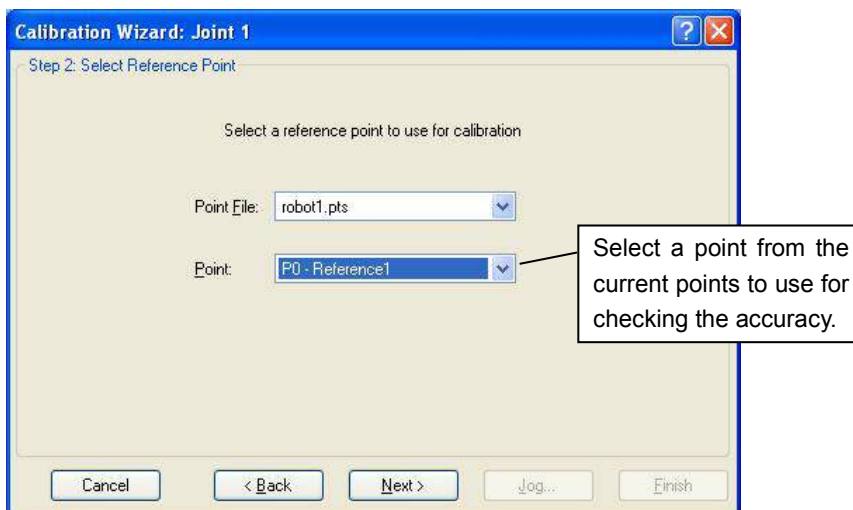 Calibration Wizard: Joint 1
Step 2: Select Reference Point
Select a reference point to use for calibration
Point File: robot1.pts
Point: P0 - Reference1
Select a point from the
current points to use for
checking the accuracy.
Cancel < Back Next > Jog... Finish